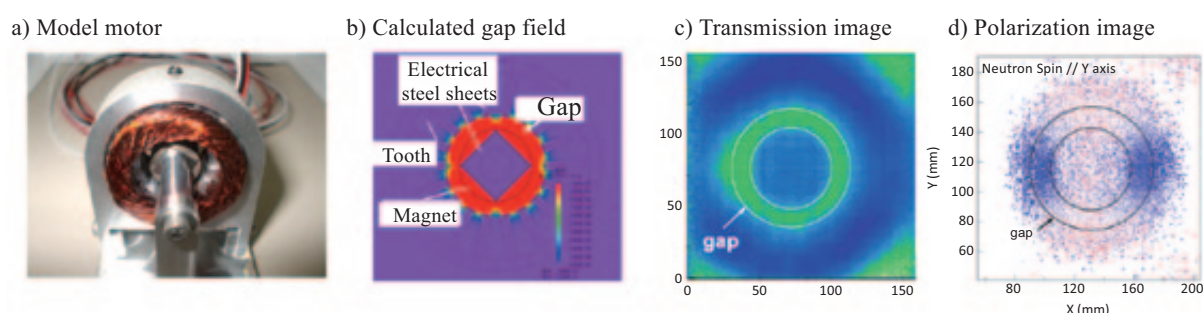 a) Model motor
b) Calculated gap field
Electrical
steel sheets
Gap
Tooth
Magnet
c) Transmission image
150
100
50
0
0
50
100
150
gap
d) Polarization image
Neutron Spin // Y axis
Y (mm)
180
160
140
120
100
80
60
gap
80
120
160
200
X (mm)